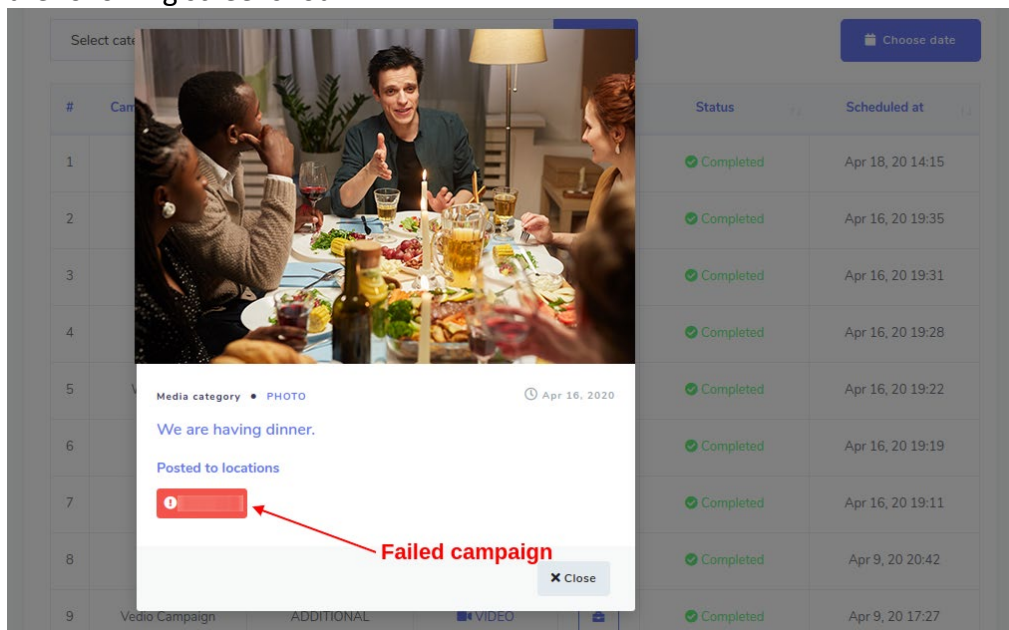 Select cate
Choose date
# Cam Status Scheduled at
1 Completed Apr 18, 20 14:15
2 Completed Apr 16, 20 19:35
3 Completed Apr 16, 20 19:31
4 Completed Apr 16, 20 19:28
5 Completed Apr 16, 20 19:22
6 Completed Apr 16, 20 19:19
7 Completed Apr 16, 20 19:11
8 Completed Apr 9, 20 20:42
9 Vedio Campaign ADDITIONAL VIDEO Completed Apr 9, 20 17:27
Media category • PHOTO Apr 16, 2020
We are having dinner.
Posted to locations
Failed campaign
Close